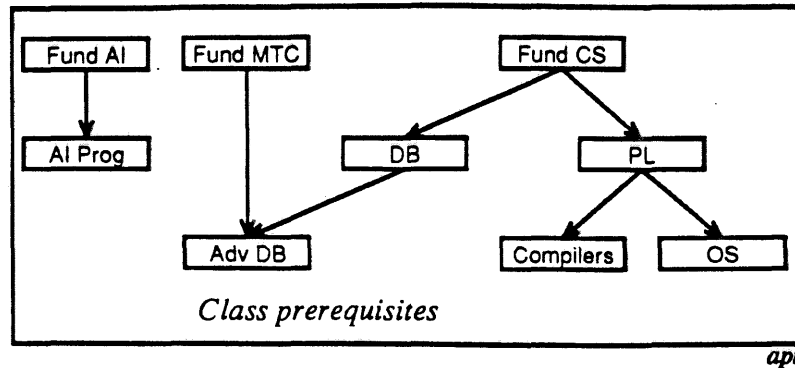 Fund AI
Fund MTC
Fund CS
AI Prog
DB
PL
Adv DB
Compilers
OS
Class prerequisites